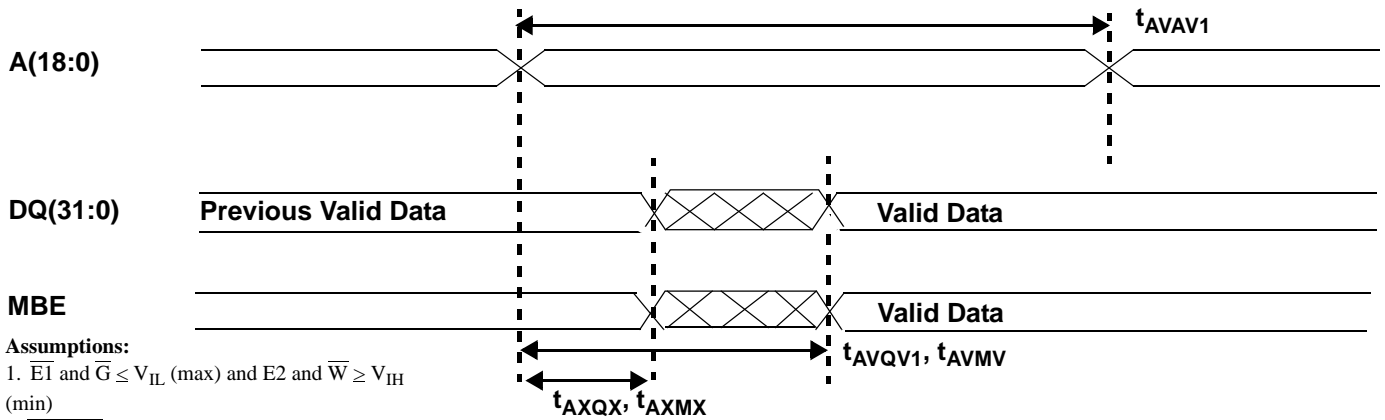 tAVAV1
A(18:0)
DQ(31:0) Previous Valid Data Valid Data
MBE Valid Data
Assumptions:
1. E1 and G ≤ VIL (max) and E2 and W ≥ VIH
(min)
tAVQV1, tAVMV
tAXQX, tAXMX